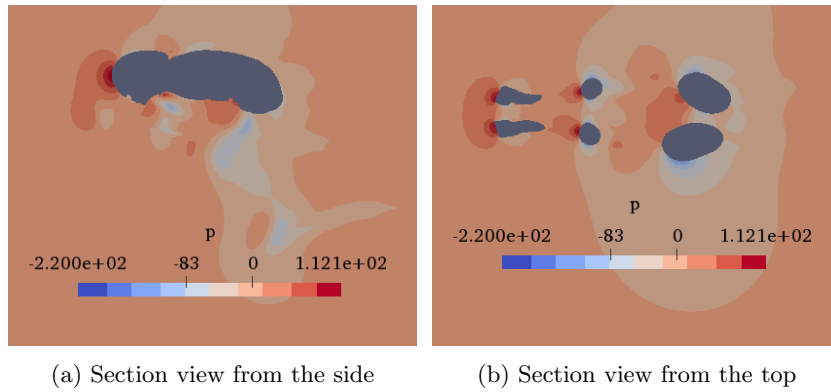 p
-2.200e+02 -83 0 1.121e+02
p
-2.200e+02 -83 0 1.121e+02
(a) Section view from the side
(b) Section view from the top